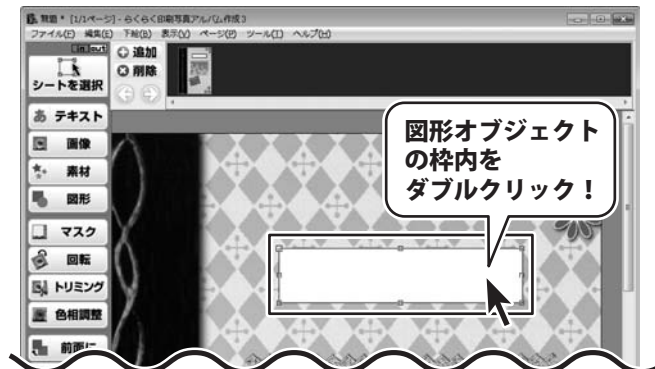 無題 * [1/1ページ] - らくらく印刷写真アルバム作成3
ファイル(F) 編集(E) 下絵(B) 表示(V) ページ(P) ツール(T) ヘルプ(H)
in out
シートを選択
追加
削除
あ テキスト
画像
素材
図形
マスク
回転
トリミング
色相調整
前面に
図形オブジェクト
の枠内を
ダブルクリック！